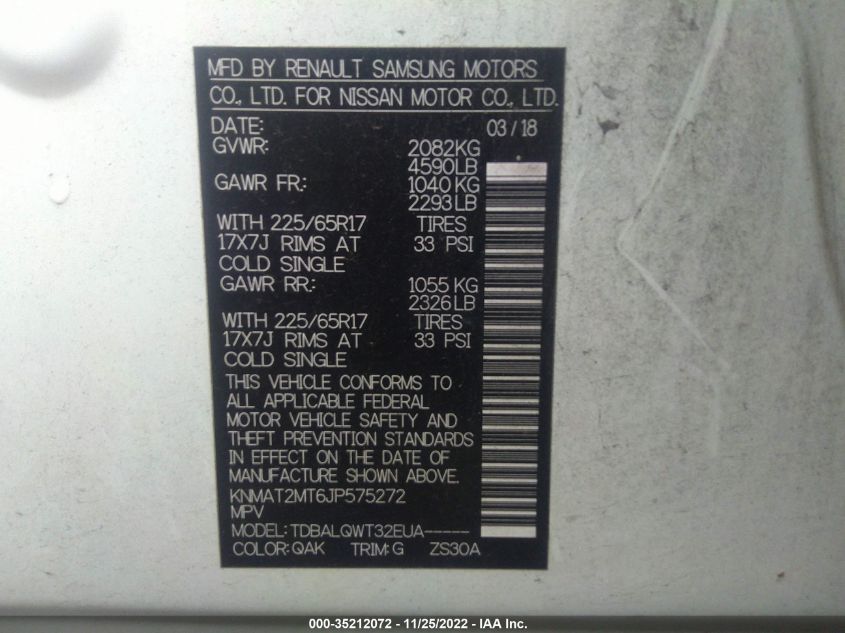 MFD BY RENAULT SAMSUNG MOTORS
CO., LTD. FOR NISSAN MOTOR CO., LTD.
DATE: 03/18
GVWR: 2082KG
4590LB
GAWR FR.: 1040KG
2293LB
WITH 225/65R17 TIRES
17X7J RIMS AT 33 PSI
COLD SINGLE
GAWR RR.: 1055KG
2326LB
WITH 225/65R17 TIRES
17X7J RIMS AT 33 PSI
COLD SINGLE
THIS VEHICLE CONFORMS TO
ALL APPLICABLE FEDERAL
MOTOR VEHICLE SAFETY AND
THEFT PREVENTION STANDARDS
IN EFFECT ON THE DATE OF
MANUFACTURE SHOWN ABOVE.
KNMAT2MT6JP575272
MPV
MODEL: TDBALQWT32EUA-----
COLOR: QAK TRIM: G ZS30A
000-35212072 - 11/25/2022 - IAA Inc.